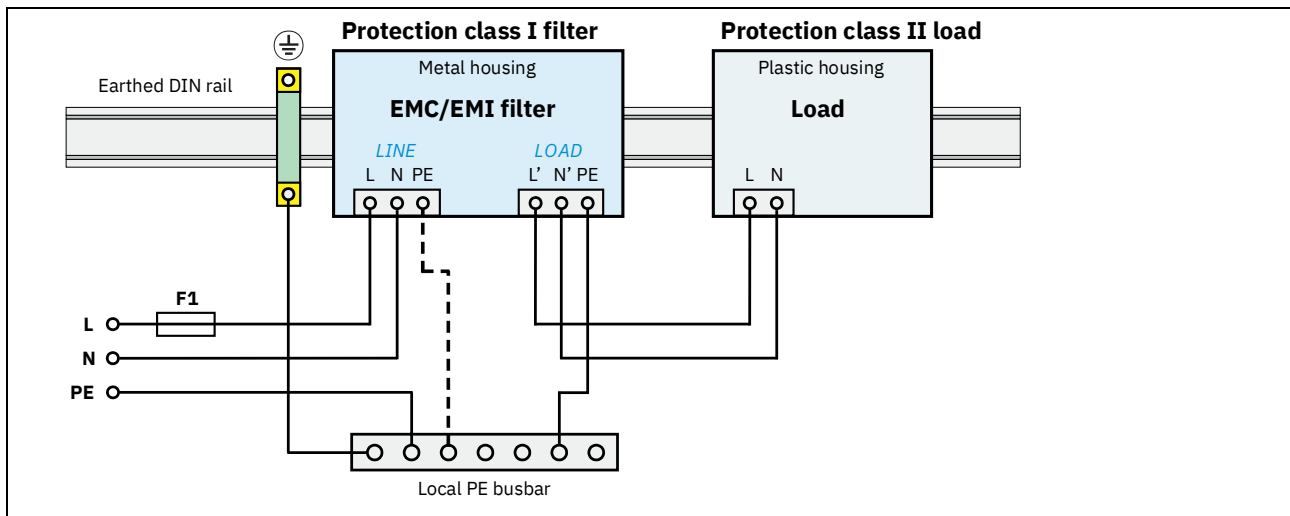 Protection class I filter
Protection class II load
Metal housing
Plastic housing
Earthed DIN rail
EMC/EMI filter
Load
LINE
LOAD
L N PE
L’ N’ PE
L N
F1
L
N
PE
Local PE busbar